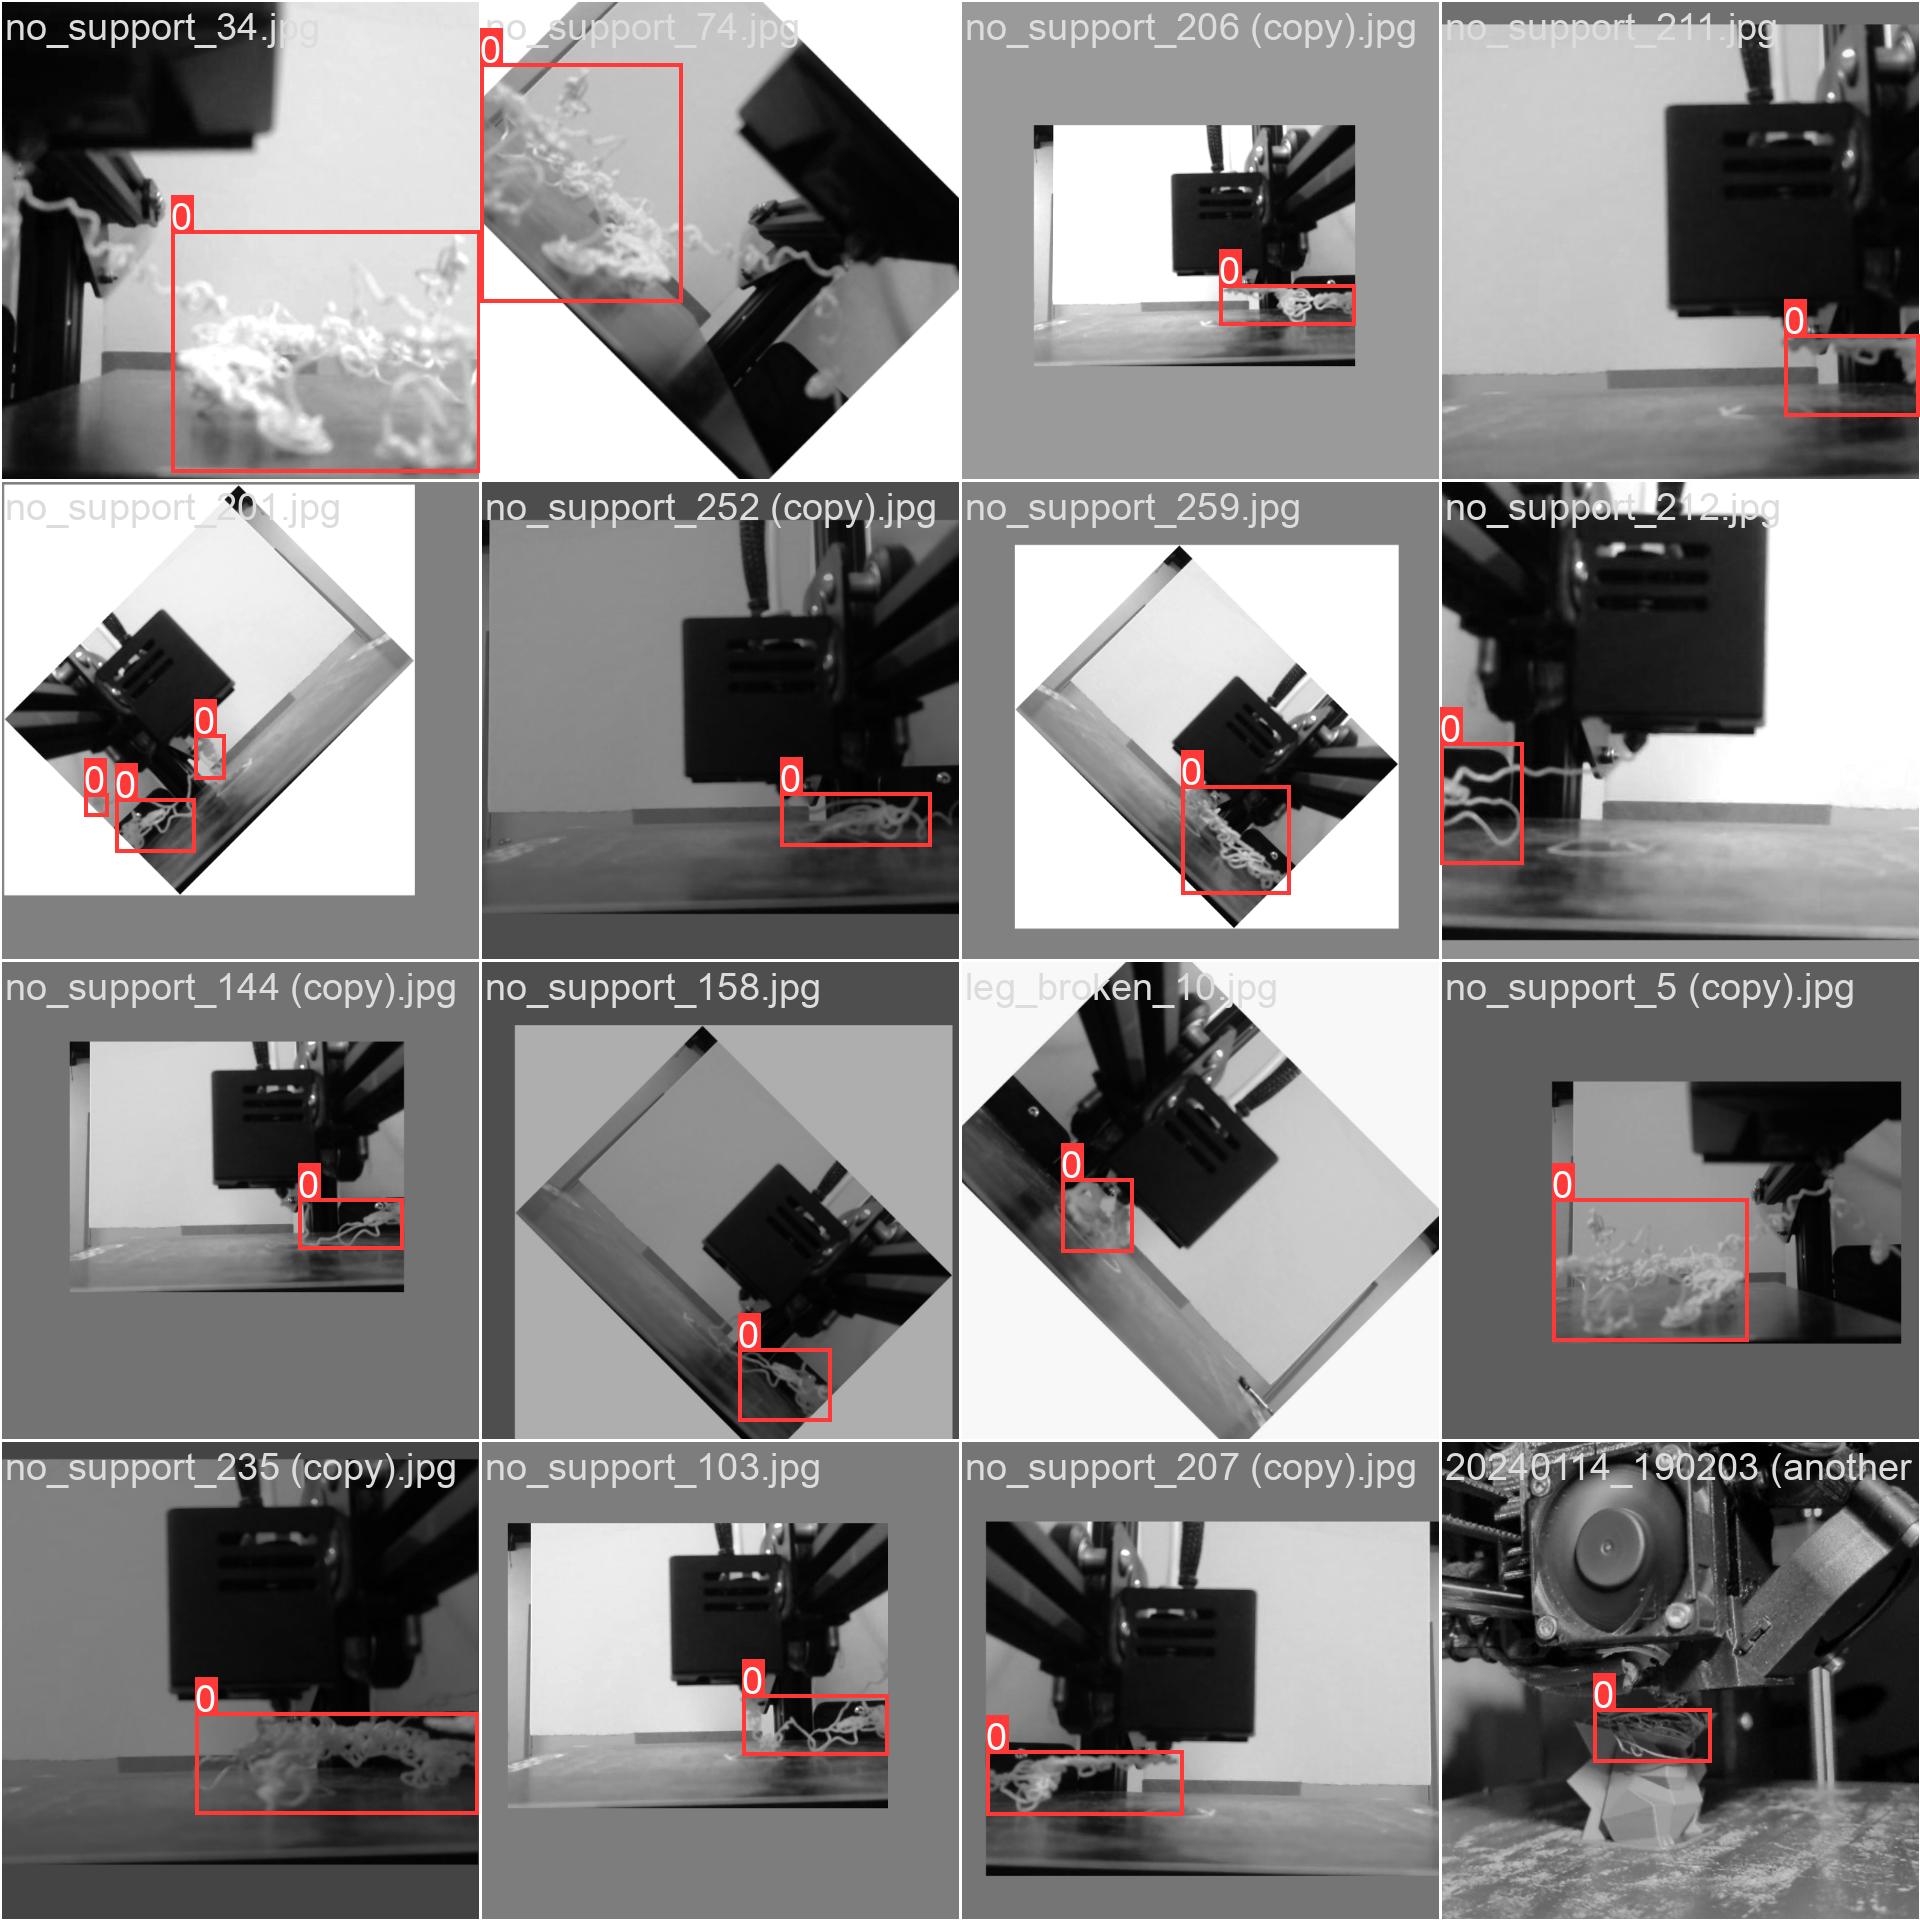 no_support_34.jpg
no_support_74.jpg
no_support_206 (copy).jpg
no_support_211.jpg
0
0
0
0
no_support_201.jpg
no_support_252 (copy).jpg
no_support_259.jpg
no_support_212.jpg
0
0
0
0
0
0
no_support_144 (copy).jpg
no_support_158.jpg
leg_broken_10.jpg
no_support_5 (copy).jpg
0
0
0
0
no_support_235 (copy).jpg
no_support_103.jpg
no_support_207 (copy).jpg
20240114_190203 (another
0
0
0
0